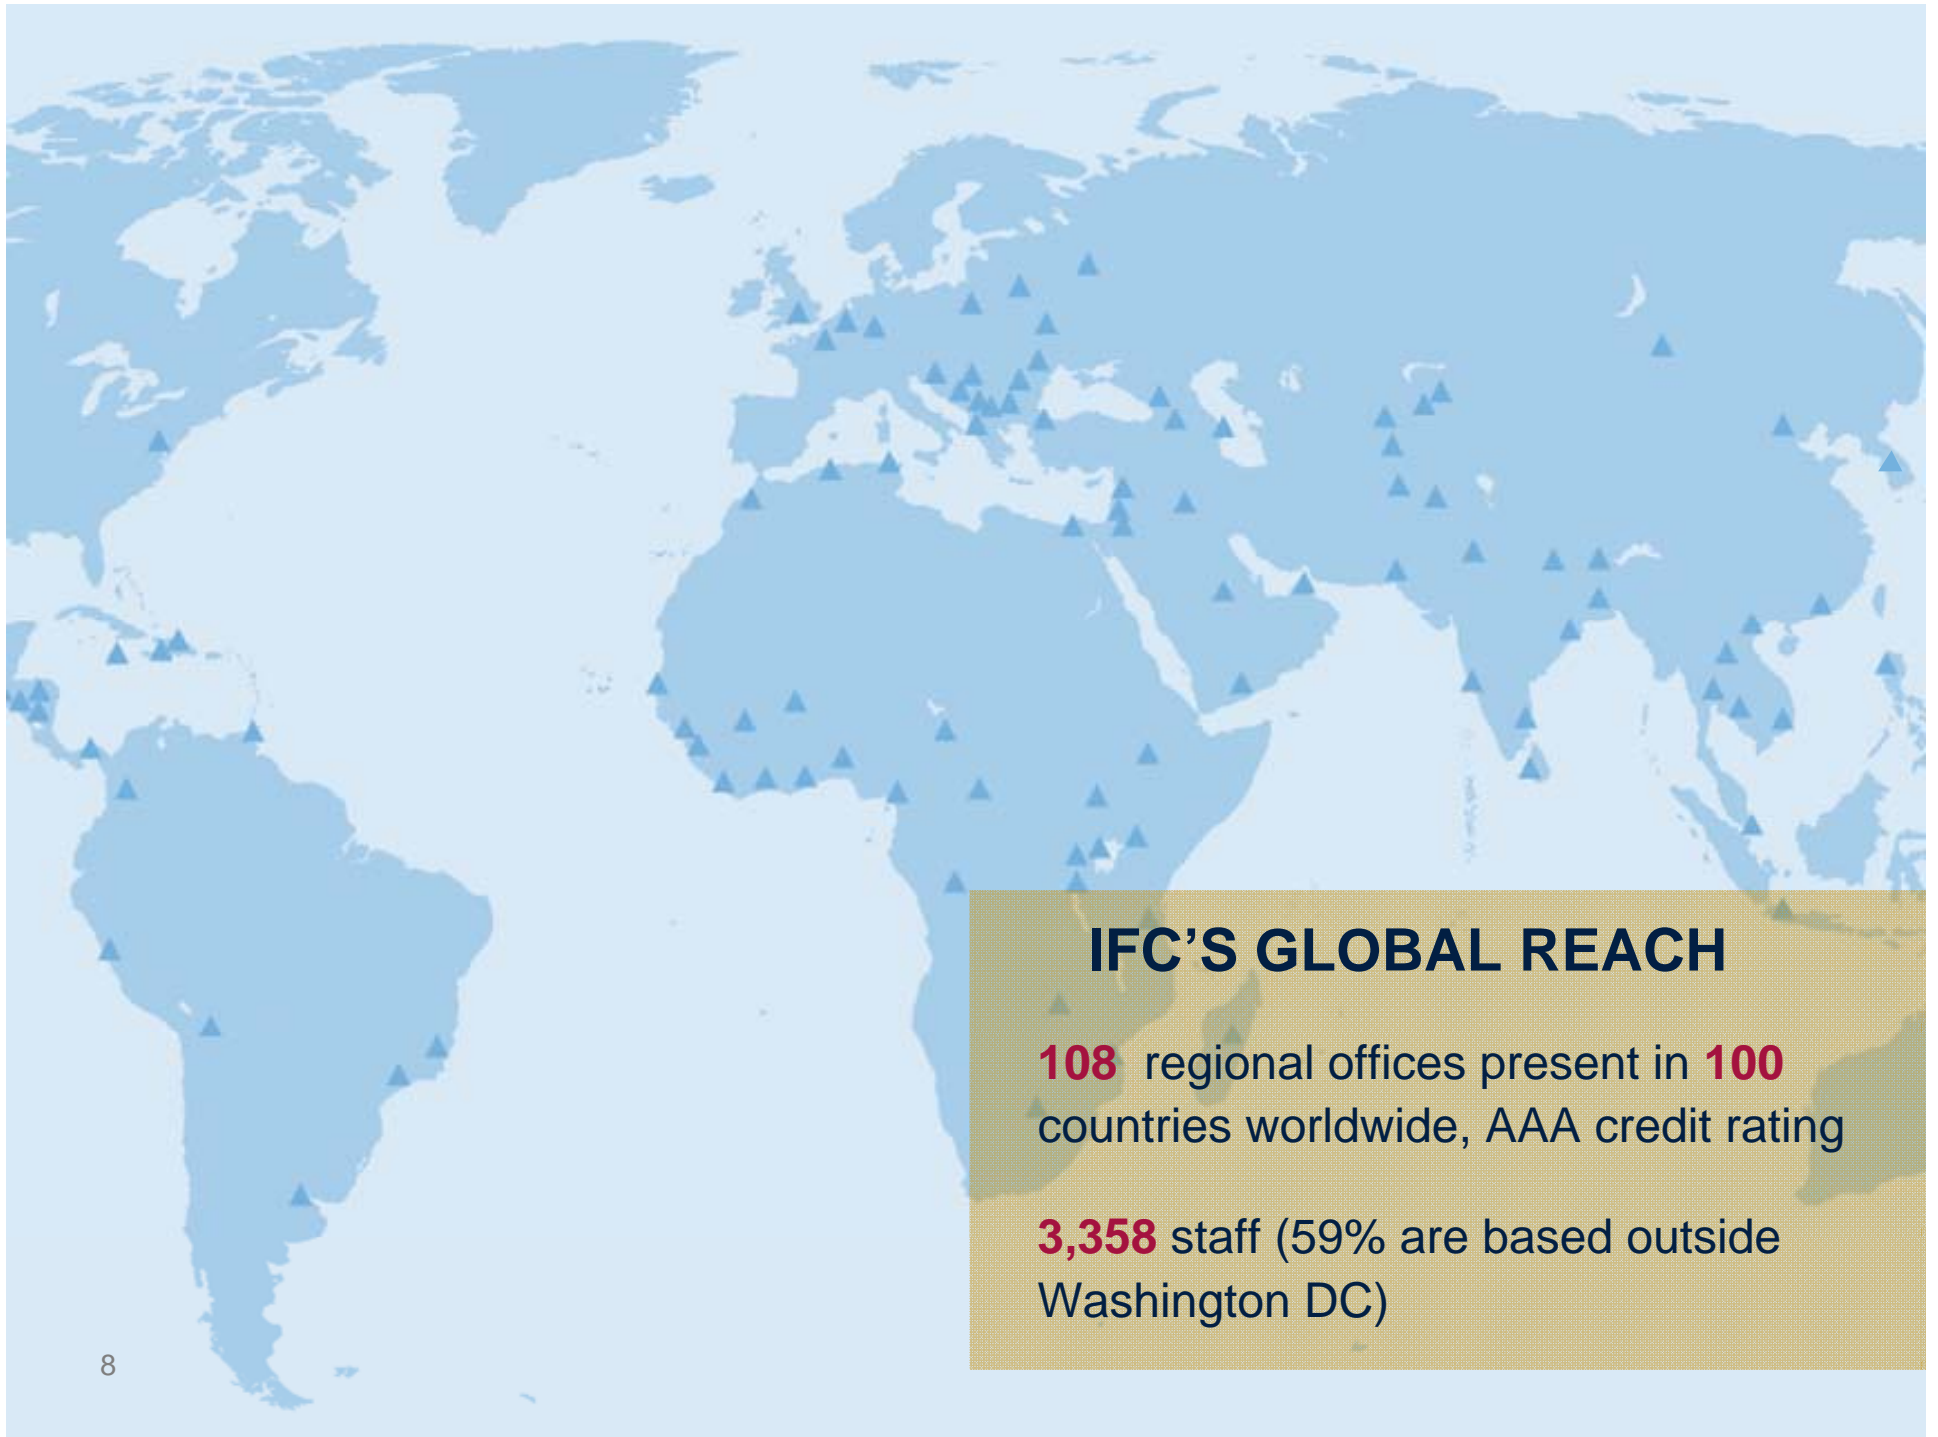 IFC’S GLOBAL REACH
108 regional offices present in 100
countries worldwide, AAA credit rating
3,358 staff (59% are based outside
Washington DC)
8